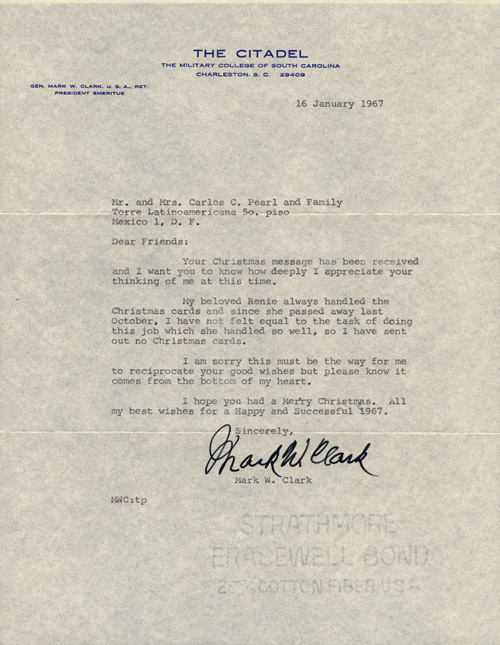 THE CITADEL
THE MILITARY COLLEGE OF SOUTH CAROLINA
CHARLESTON, S. C. 29409
GEN. MARK W. CLARK, U. S. A., RET.
PRESIDENT EMERITUS
16 January 1967
Mr. and Mrs. Carlos C. Pearl and Family
Torre Latinoamericana 5o. piso
Mexico 1, D. F.
Dear Friends:
Your Christmas message has been received
and I want you to know how deeply I appreciate your
thinking of me at this time.
My beloved Renie always handled the
Christmas cards and since she passed away last
October, I have not felt equal to the task of doing
this job which she handled so well, so I have sent
out no Christmas cards.
I am sorry this must be the way for me
to reciprocate your good wishes but please know it
comes from the bottom of my heart.
I hope you had a Merry Christmas. All
my best wishes for a Happy and Successful 1967.
Sincerely,
Mark W. Clark
Mark W. Clark
MWC:tp
STRATHMORE
ERASEWELL BOND
25% COTTON FIBER USA